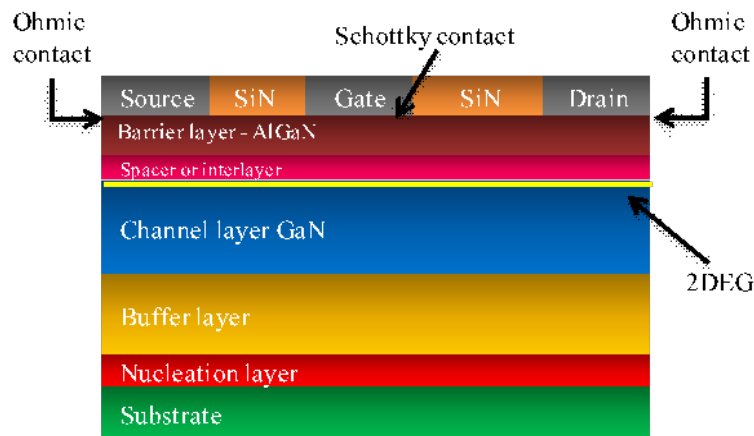 Ohmic
contact
Schottky contact
Ohmic
contact
Source
SiN
Gate
SiN
Drain
Barrier layer - AlGaN
Spacer or interlayer
Channel layer GaN
2DEG
Buffer layer
Nucleation layer
Substrate